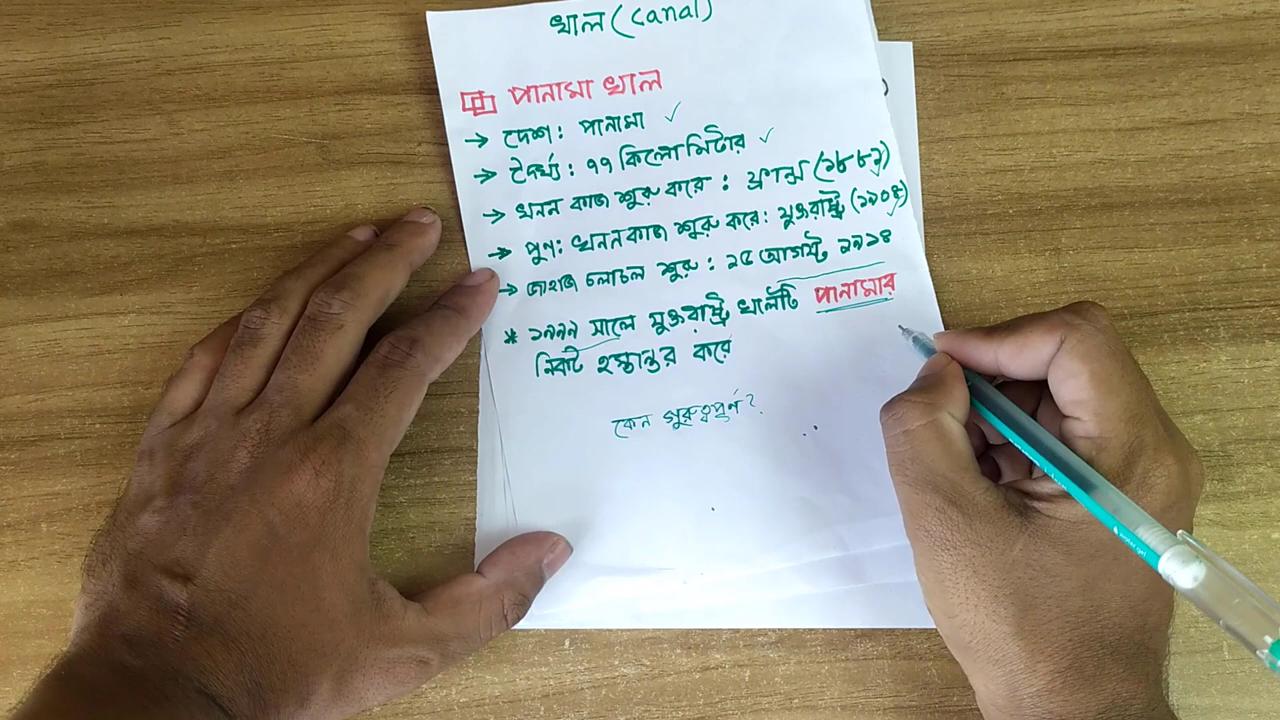 খাল (Canal)
পানামা খাল
→ দেশ: পানামা ✓
→ দৈর্ঘ্য: ৭৭ কিলোমিটার ✓
→ খনন কাজ শুরু করে: ফ্রান্স (১৮৮১)
→ পুণ: খননকাজ শুরু করে: যুক্তরাষ্ট্র (১৯০৪)
→ জাহাজ চলাচল শুরু: ১৫ আগস্ট ১৯১৪
* ১৯৯৯ সালে যুক্তরাষ্ট্র খালটি পানামার
নিকট হস্তান্তর করে
কেন গুরুত্বপূর্ণ?